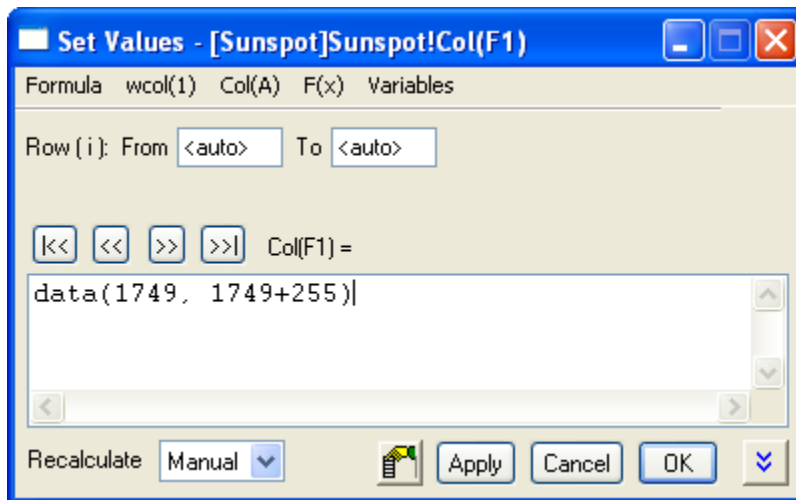 Set Values - [Sunspot]Sunspot!Col(F1)
Formula wcol(1) Col(A) F(x) Variables
Row ( i ): From <auto> To <auto>
|<< << >> >>| Col(F1) =
data(1749, 1749+255)
Recalculate Manual Apply Cancel OK